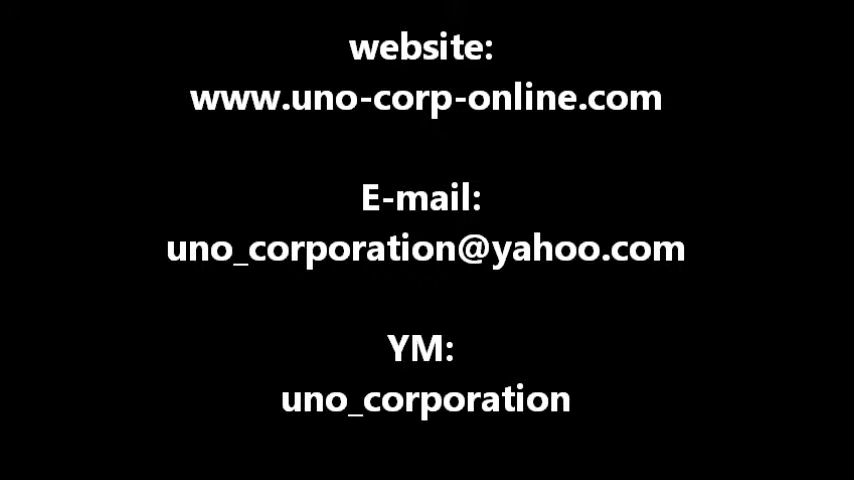 website:
www.uno-corp-online.com
E-mail:
uno_corporation@yahoo.com
YM:
uno_corporation